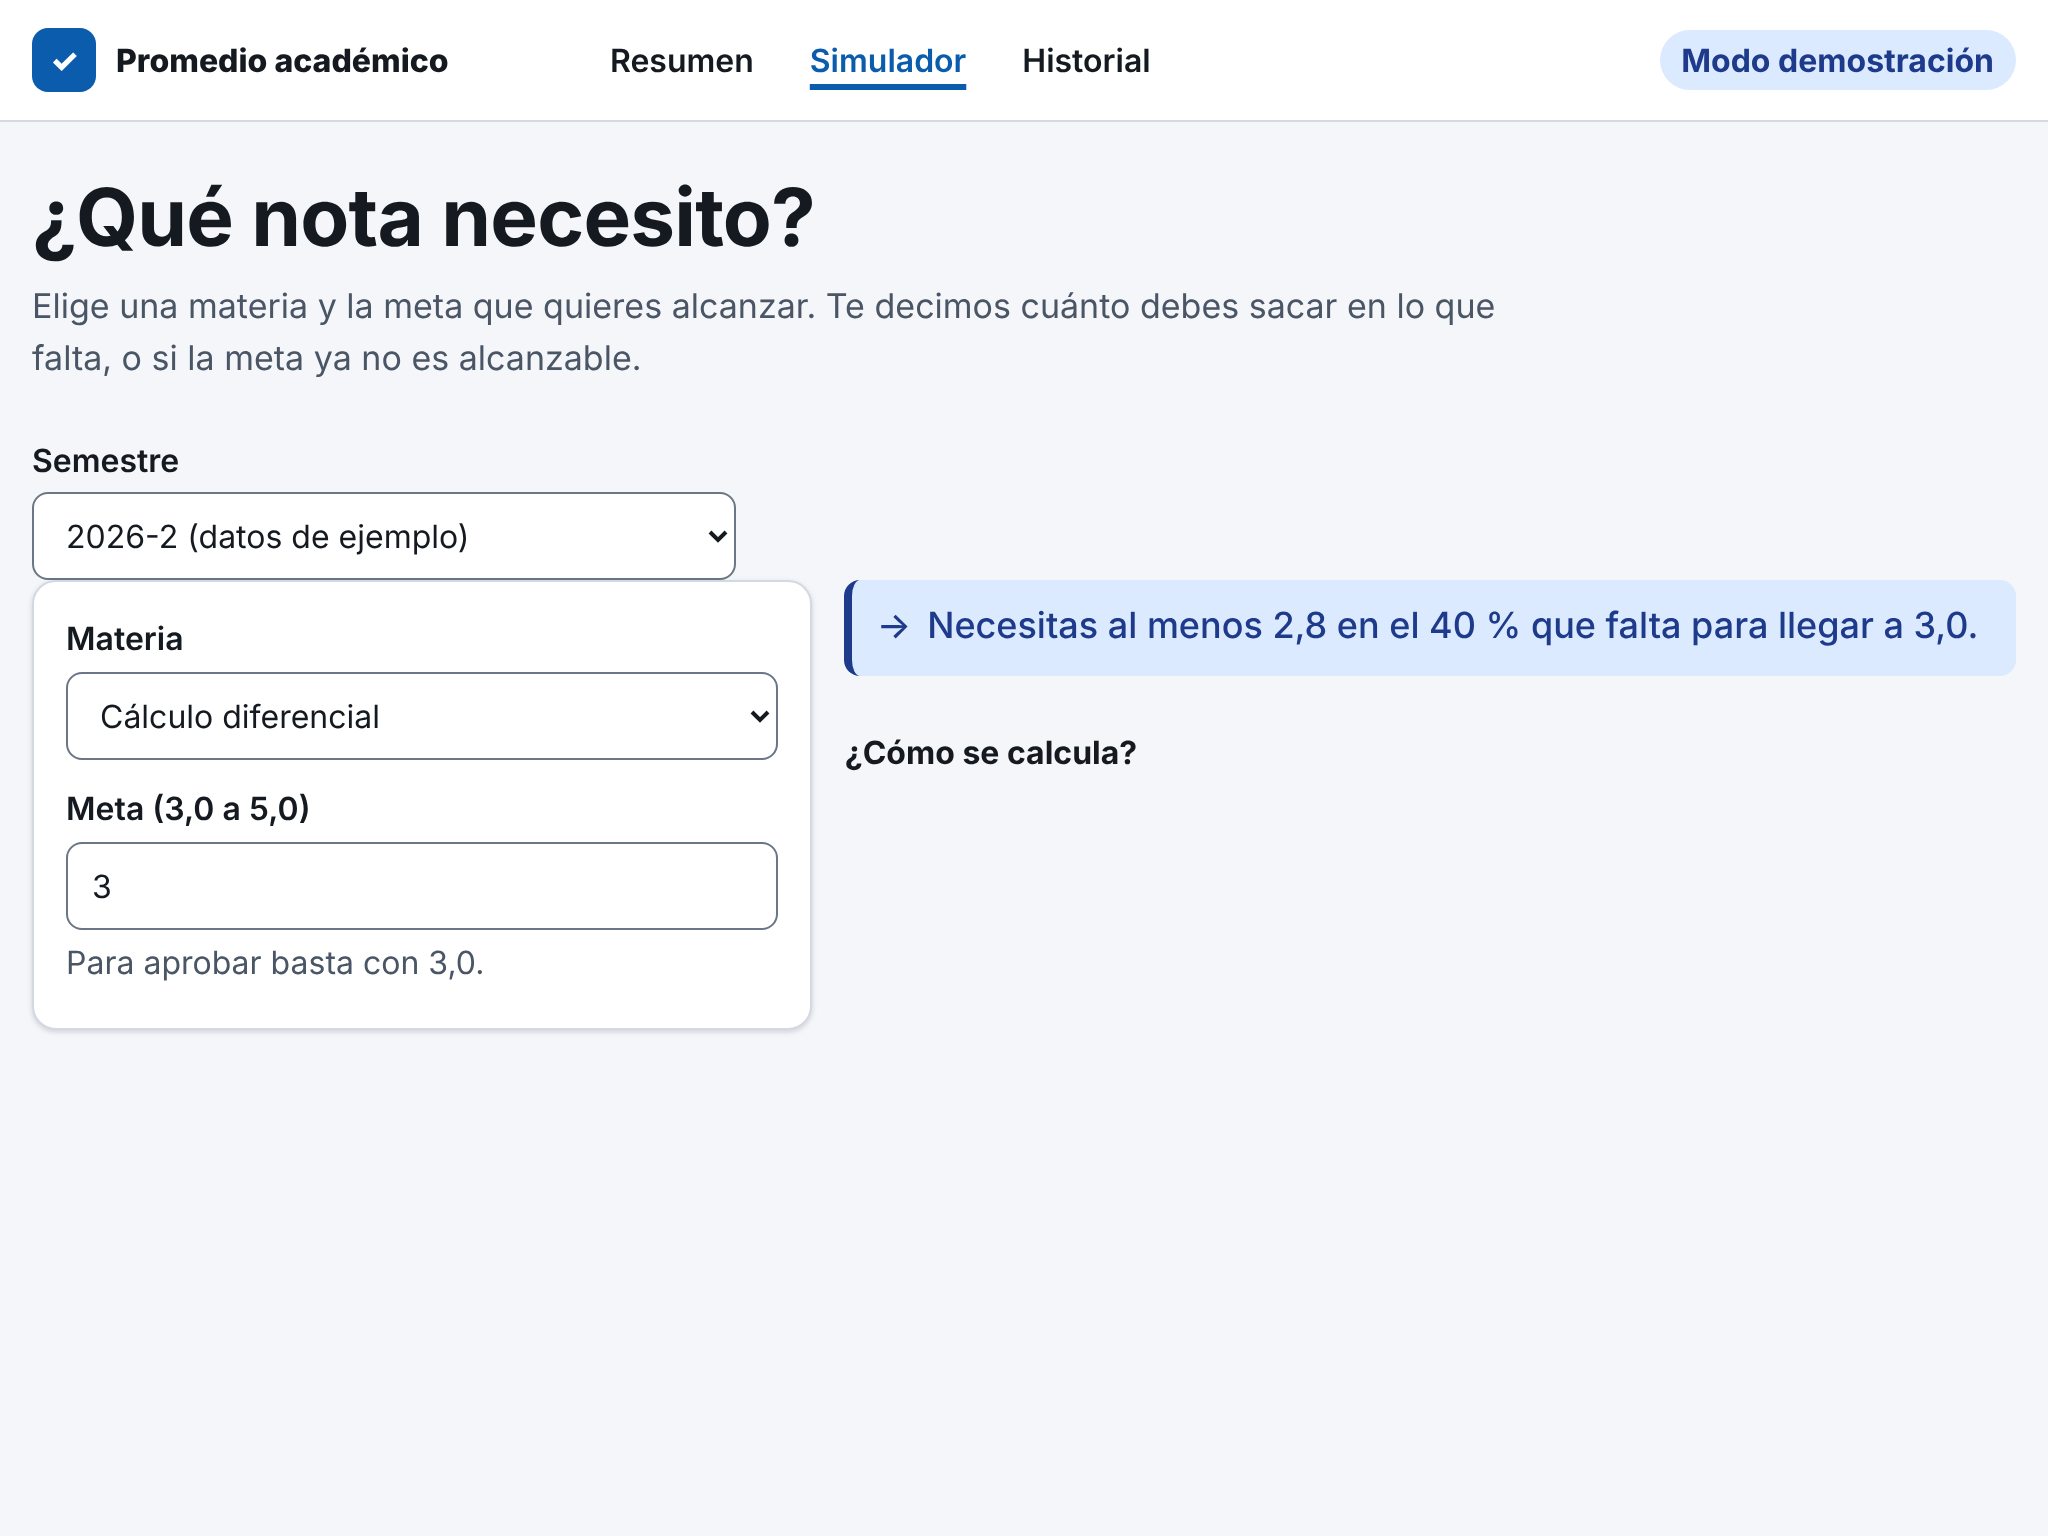 Promedio académico
Resumen
Simulador
Historial
Modo demostración
¿Qué nota necesito?
Elige una materia y la meta que quieres alcanzar. Te decimos cuánto debes sacar en lo que
falta, o si la meta ya no es alcanzable.
Semestre
2026-2 (datos de ejemplo)
Materia
Cálculo diferencial
Meta (3,0 a 5,0)
3
Para aprobar basta con 3,0.
→ Necesitas al menos 2,8 en el 40 % que falta para llegar a 3,0.
¿Cómo se calcula?